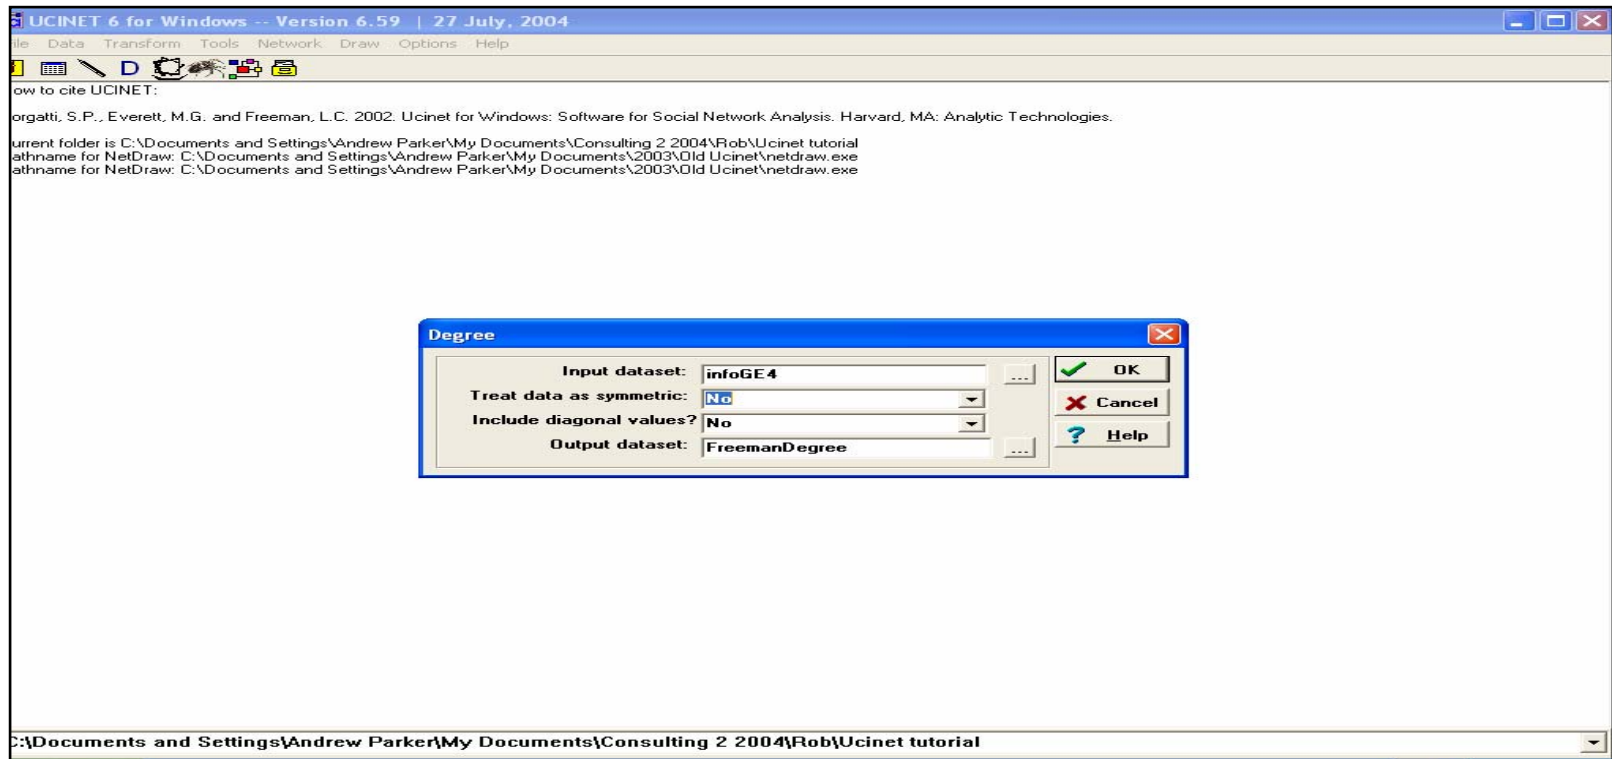 UCINET 6 for Windows -- Version 6.59 | 27 July, 2004
ile Data Transform Tools Network Draw Options Help
D
ow to cite UCINET:
orgatti, S.P., Everett, M.G. and Freeman, L.C. 2002. Ucinet for Windows: Software for Social Network Analysis. Harvard, MA: Analytic Technologies.
urrent folder is C:\Documents and Settings\Andrew Parker\My Documents\Consulting 2 2004\Rob\Ucinet tutorial
athname for NetDraw: C:\Documents and Settings\Andrew Parker\My Documents\2003\Old Ucinet\netdraw.exe
athname for NetDraw: C:\Documents and Settings\Andrew Parker\My Documents\2003\Old Ucinet\netdraw.exe
Degree
Input dataset: infoGE4 ... OK
Treat data as symmetric: No Cancel
Include diagonal values? No
? Help
Output dataset: FreemanDegree ...
C:\Documents and Settings\Andrew Parker\My Documents\Consulting 2 2004\Rob\Ucinet tutorial